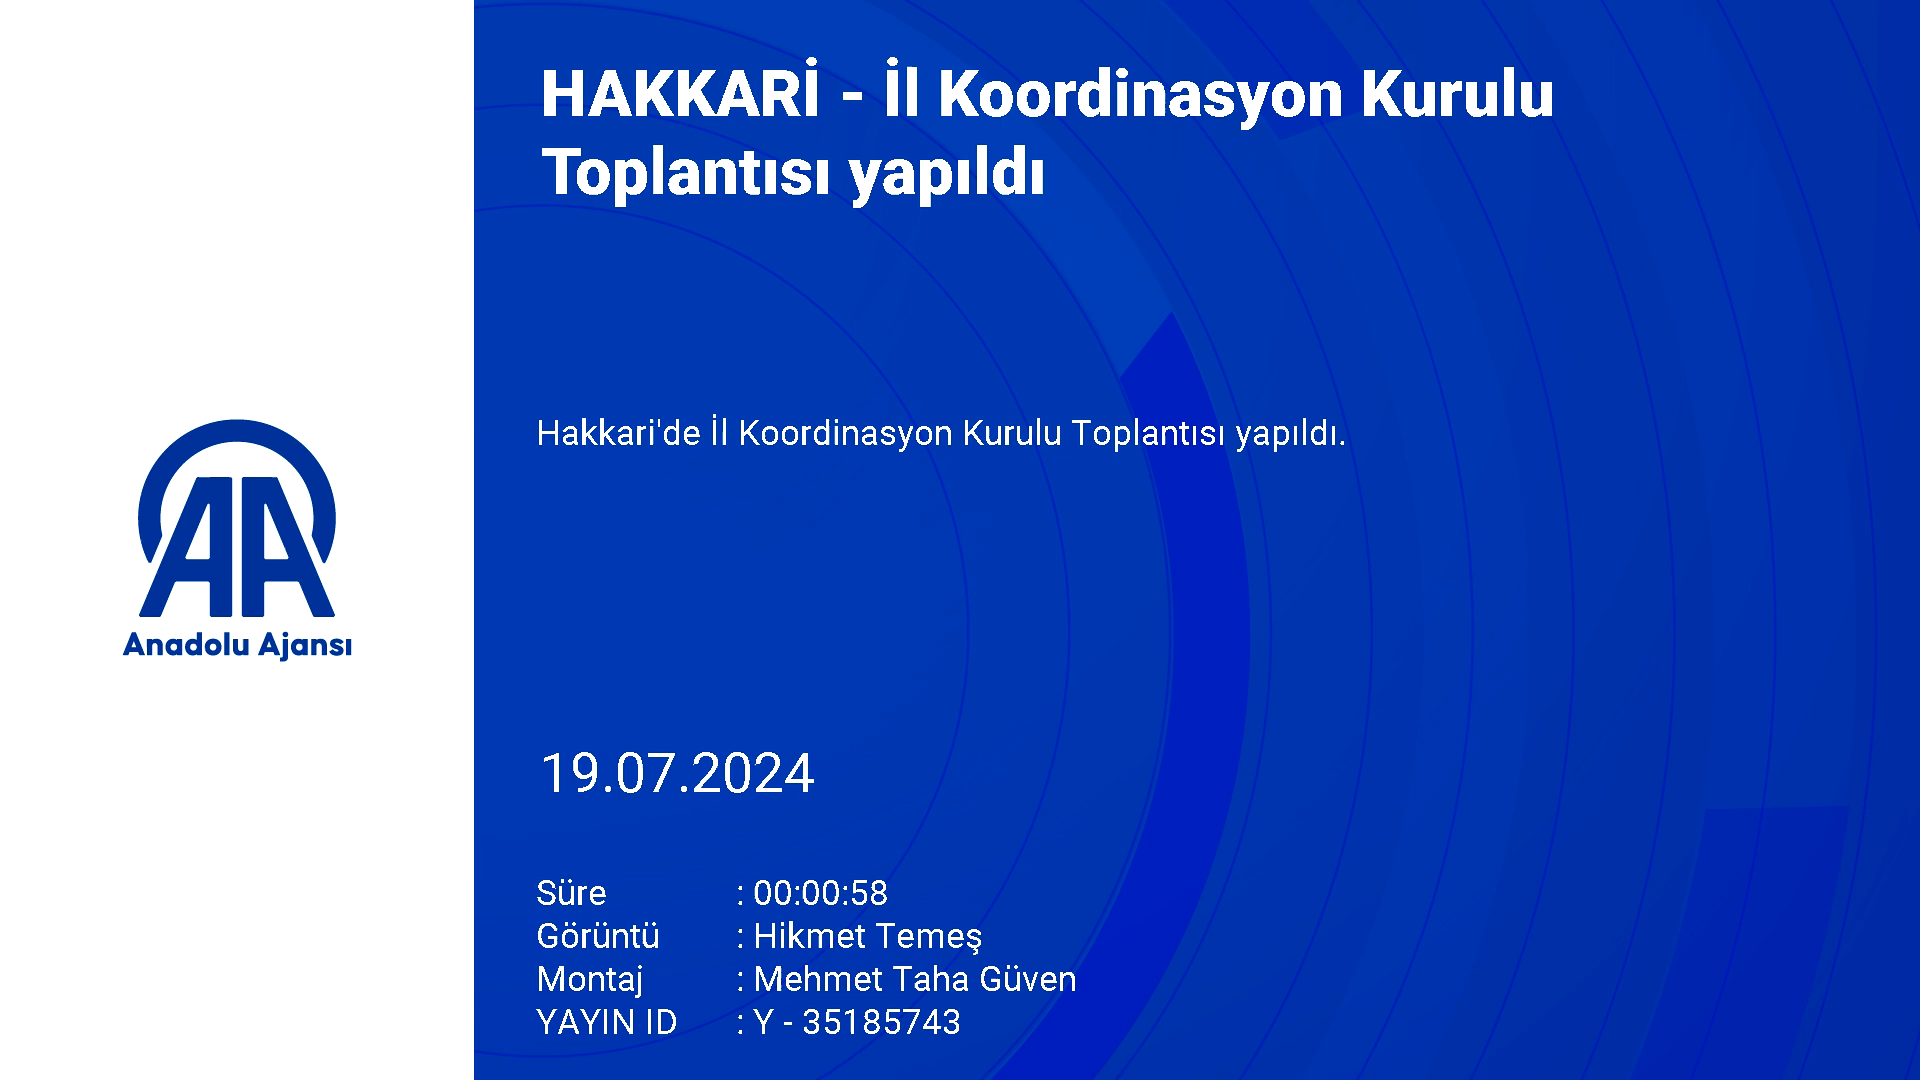 HAKKARİ - İl Koordinasyon Kurulu
Toplantısı yapıldı
Hakkari'de İl Koordinasyon Kurulu Toplantısı yapıldı.
AA
Anadolu Ajansı
19.07.2024
Süre : 00:00:58
Görüntü : Hikmet Temeş
Montaj : Mehmet Taha Güven
YAYIN ID : Y - 35185743